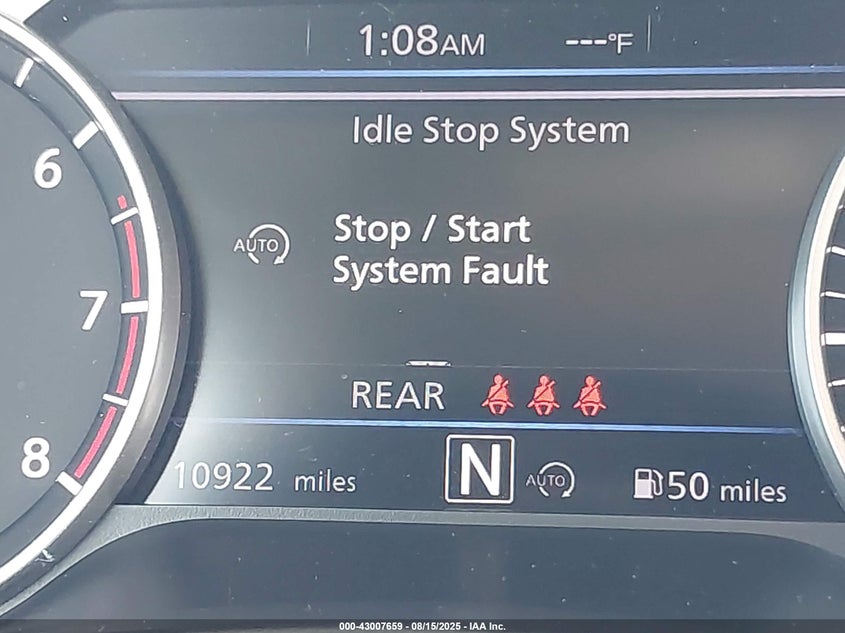 1:08AM ---°F
Idle Stop System
AUTO Stop / Start
System Fault
REAR
10922 miles N AUTO 50 miles
6
7
8
000-43007659 - 08/15/2025 - IAA Inc.